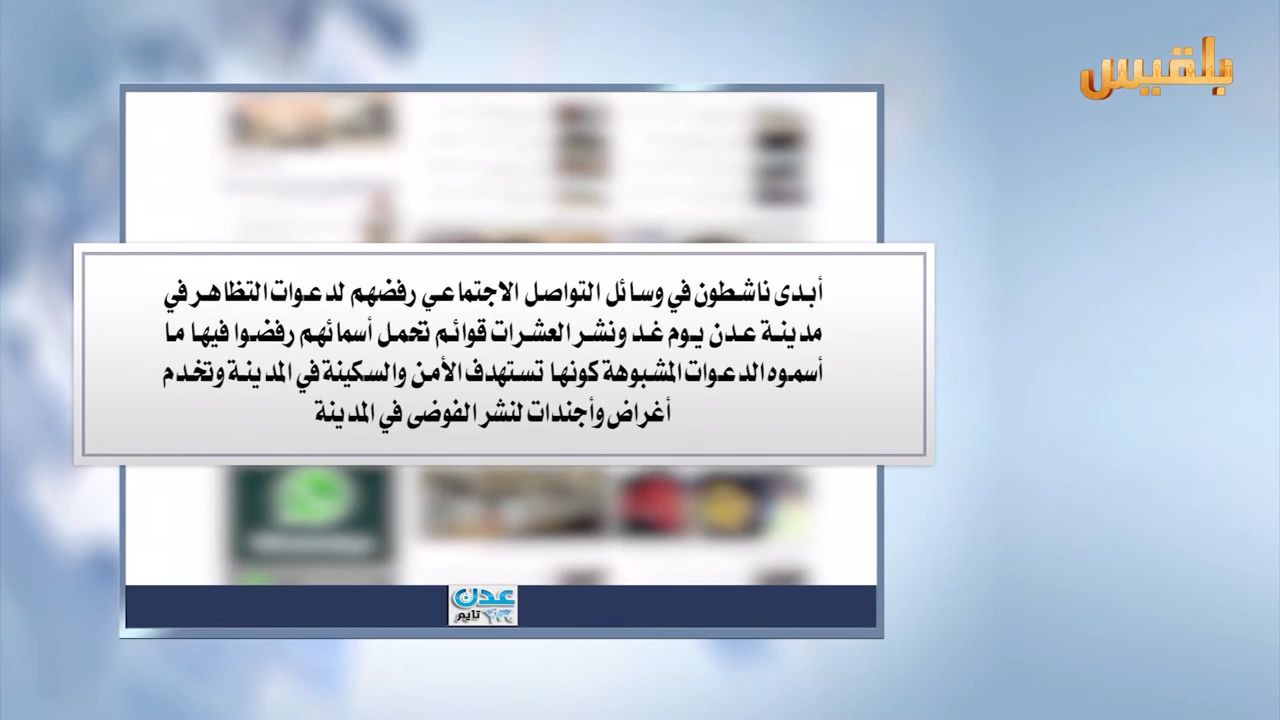 بلقيس
أبدى ناشطون في وسائل التواصل الاجتماعي رفضهم لدعوات التظاهر في
مدينة عدن يوم غد ونشر العشرات قوائم تحمل أسمائهم رفضوا فيها ما
أسموه الدعوات المشبوهة كونها تستهدف الأمن والسكينة في المدينة وتخدم
أغراض وأجندات لنشر الفوضى في المدينة
عدن
تايم